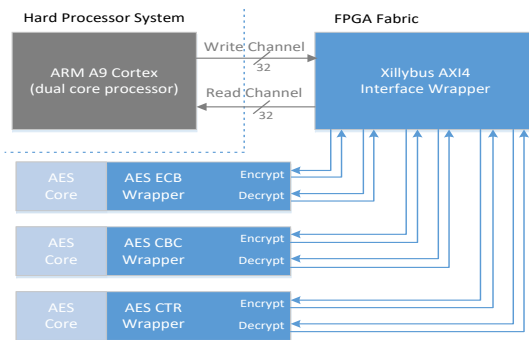 Hard Processor System
FPGA Fabric
ARM A9 Cortex
(dual core processor)
Write Channel
32
Read Channel
32
Xillybus AXI4
Interface Wrapper
AES
Core
AES ECB
Wrapper
Encrypt
Decrypt
AES
Core
AES CBC
Wrapper
Encrypt
Decrypt
AES
Core
AES CTR
Wrapper
Encrypt
Decrypt